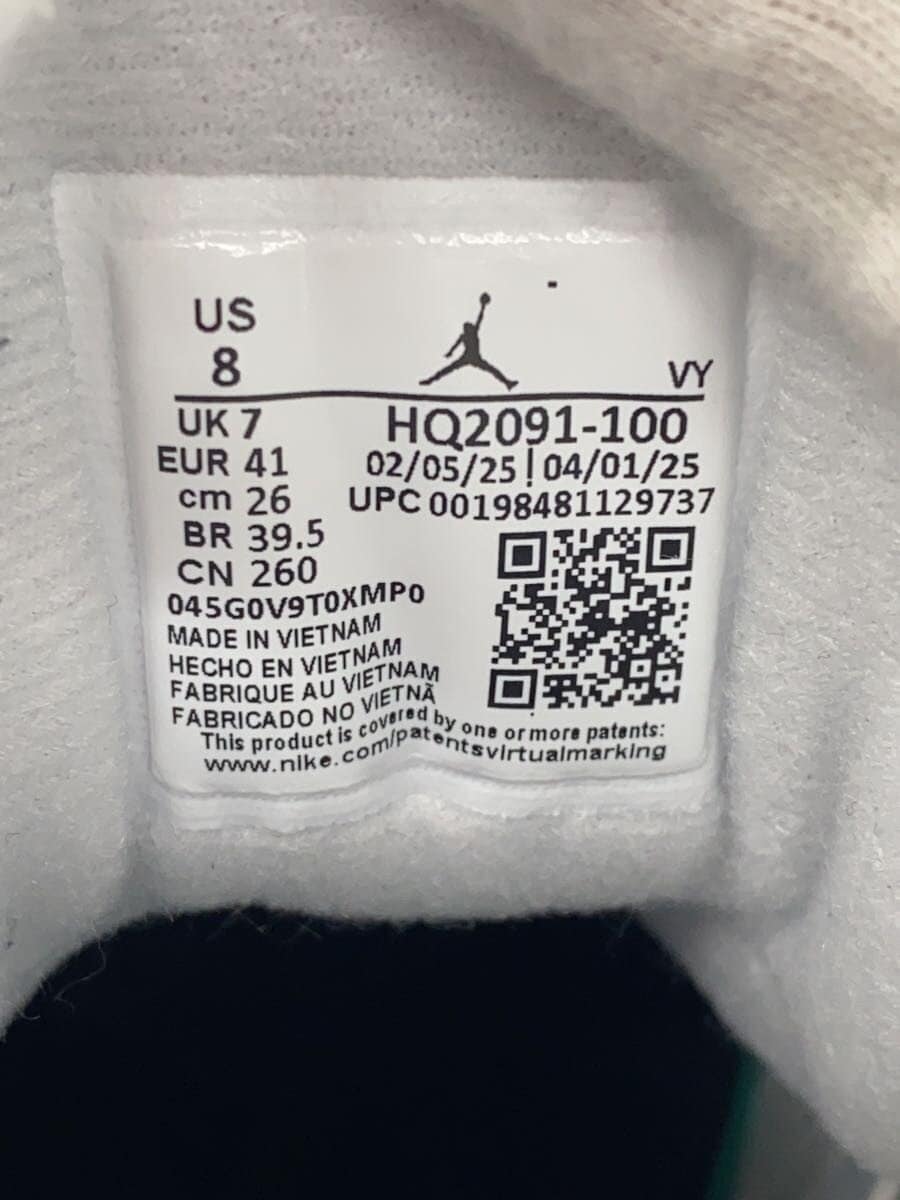 US
8
VY
UK 7
HQ2091-100
EUR 41
02/05/25 | 04/01/25
cm 26
UPC 00198481129737
BR 39.5
CN 260
045G0V9T0XMP0
MADE IN VIETNAM
HECHO EN VIETNAM
FABRIQUE AU VIETNAM
FABRICADO NO VIETNÃ
This product is covered by one or more patents:
www.nike.com/patentsvirtualmarking